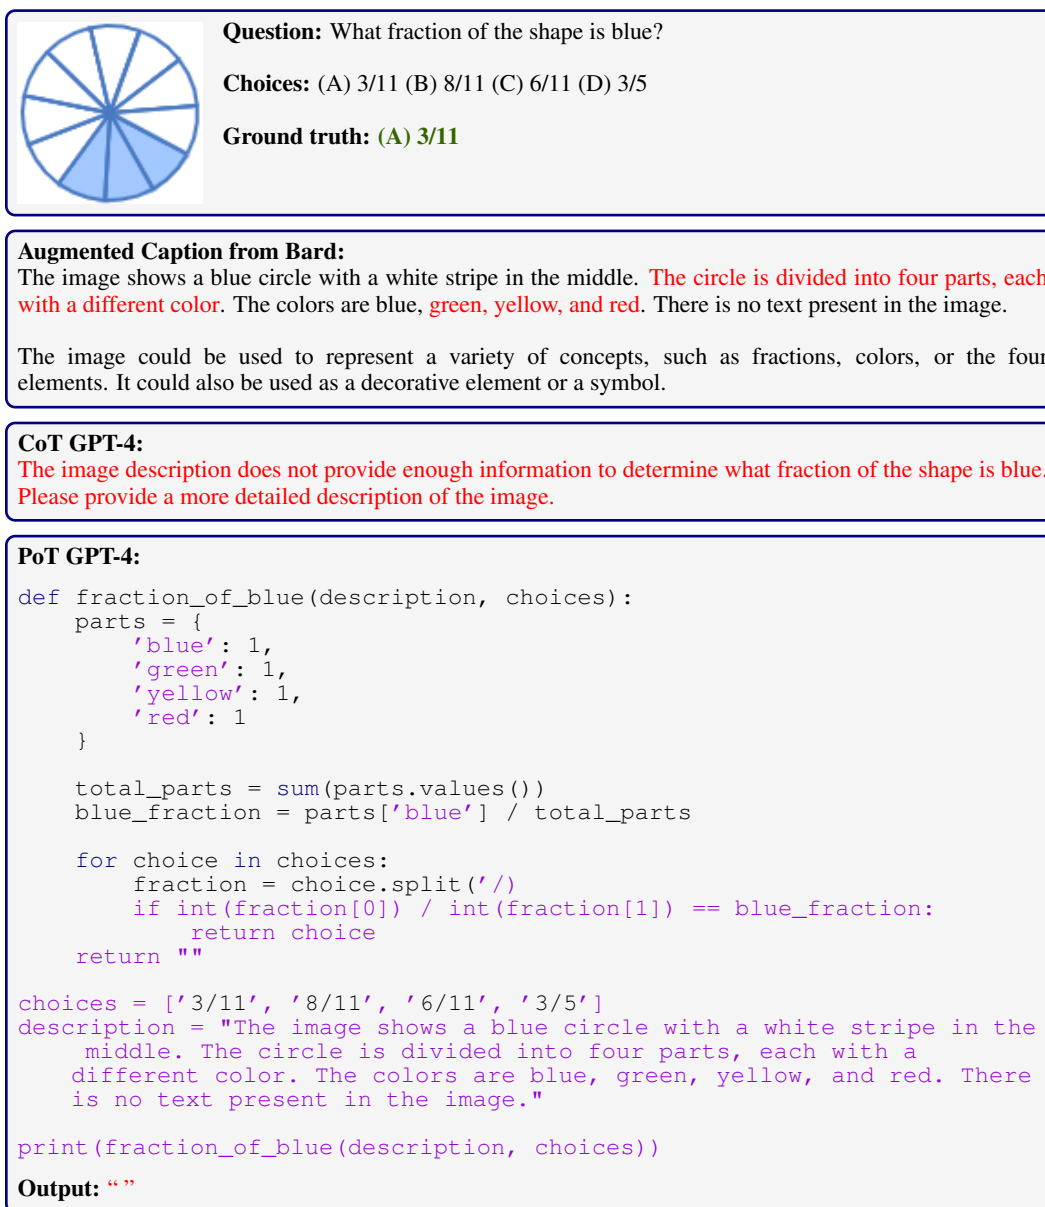 Question: What fraction of the shape is blue?
Choices: (A) 3/11 (B) 8/11 (C) 6/11 (D) 3/5
Ground truth: (A) 3/11
Augmented Caption from Bard:
The image shows a blue circle with a white stripe in the middle. The circle is divided into four parts, each
with a different color. The colors are blue, green, yellow, and red. There is no text present in the image.
The image could be used to represent a variety of concepts, such as fractions, colors, or the four
elements. It could also be used as a decorative element or a symbol.
CoT GPT-4:
The image description does not provide enough information to determine what fraction of the shape is blue.
Please provide a more detailed description of the image.
PoT GPT-4:
def fraction_of_blue(description, choices):
    parts = {
        'blue': 1,
        'green': 1,
        'yellow': 1,
        'red': 1
    }
    total_parts = sum(parts.values())
    blue_fraction = parts['blue'] / total_parts
    for choice in choices:
        fraction = choice.split('/)
        if int(fraction[0]) / int(fraction[1]) == blue_fraction:
            return choice
    return ""
choices = ['3/11', '8/11', '6/11', '3/5']
description = "The image shows a blue circle with a white stripe in the
middle. The circle is divided into four parts, each with a
different color. The colors are blue, green, yellow, and red. There
is no text present in the image."
print(fraction_of_blue(description, choices))
Output: “ ”